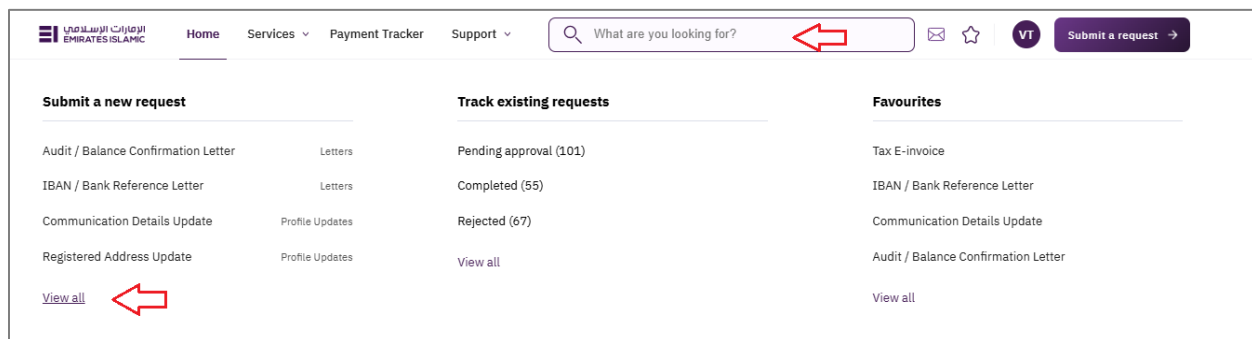 الإمارات الإسلامي
EMIRATES ISLAMIC
Home
Services
Payment Tracker
Support
What are you looking for?
VT
Submit a request →
Submit a new request
Audit / Balance Confirmation Letter Letters
IBAN / Bank Reference Letter Letters
Communication Details Update Profile Updates
Registered Address Update Profile Updates
View all
Track existing requests
Pending approval (101)
Completed (55)
Rejected (67)
View all
Favourites
Tax E-invoice
IBAN / Bank Reference Letter
Communication Details Update
Audit / Balance Confirmation Letter
View all